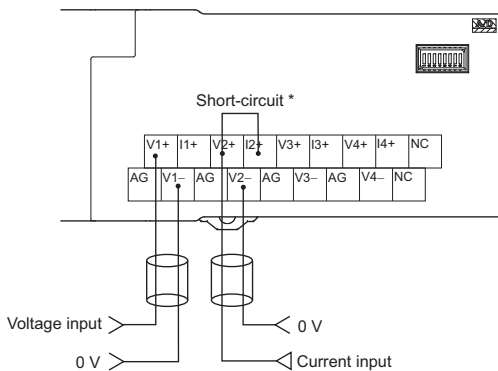 A/D
Short-circuit *
V1+ I1+ V2+ I2+ V3+ I3+ V4+ I4+ NC
AG V1– AG V2– AG V3– AG V4– NC
Voltage input
0 V
0 V
Current input